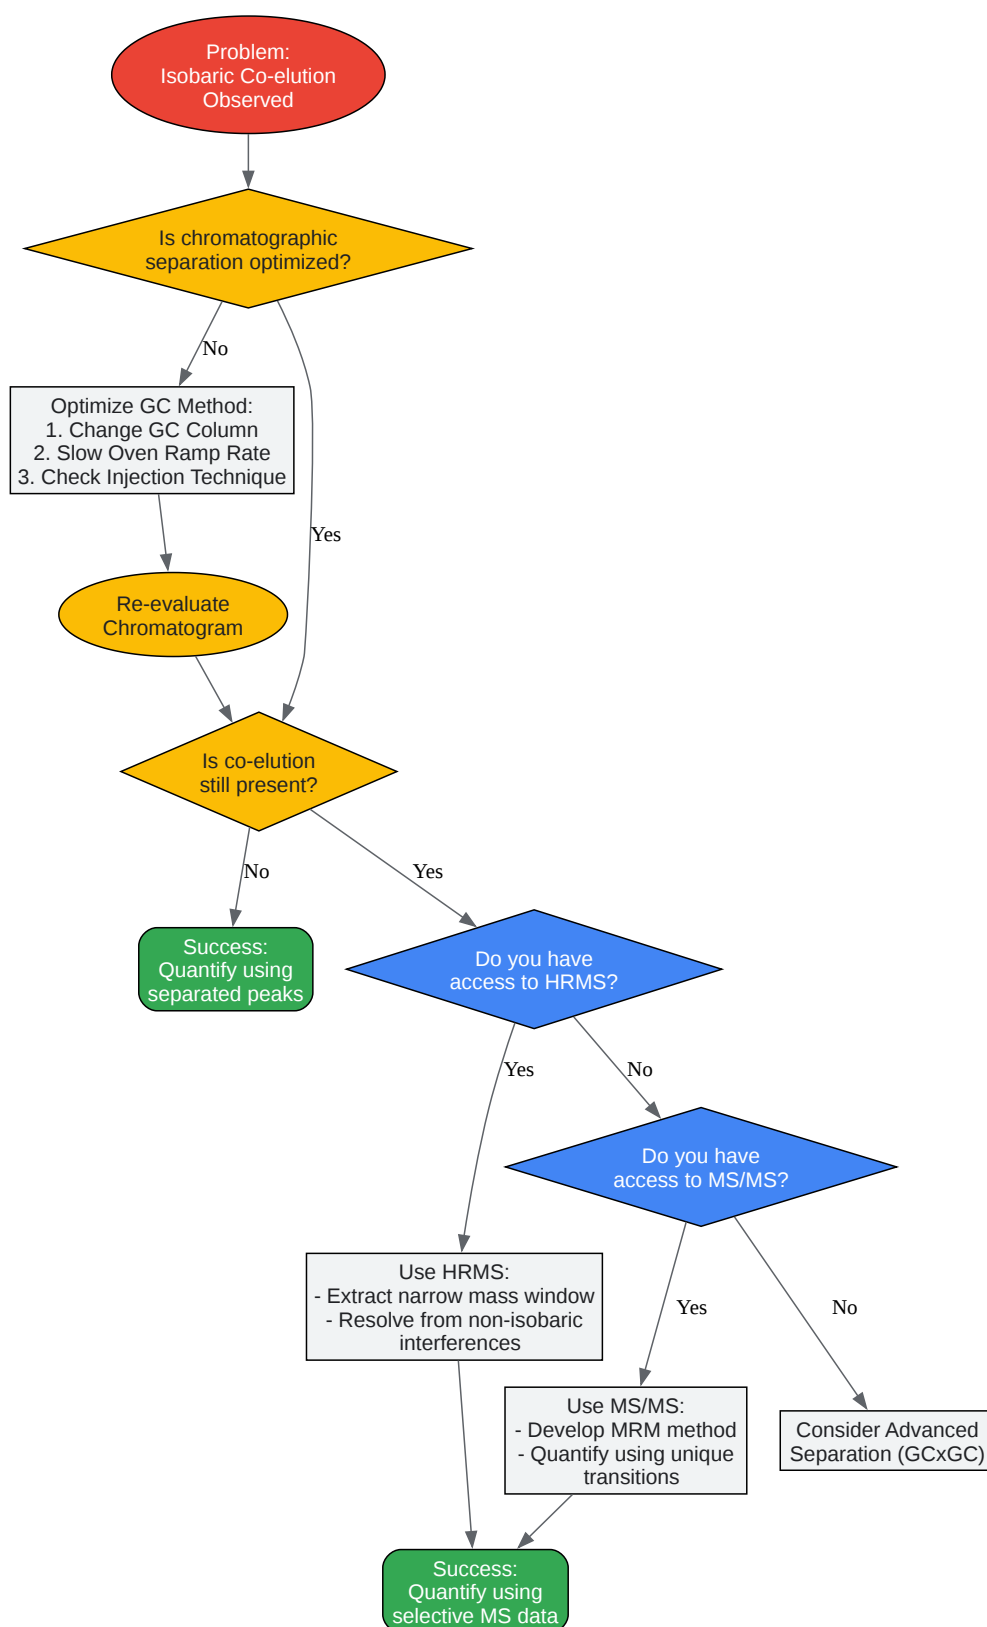 Problem:
Isobaric Co-elution
Observed
Is chromatographic
separation optimized?
No
Optimize GC Method:
1. Change GC Column
2. Slow Oven Ramp Rate
3. Check Injection Technique
Yes
Re-evaluate
Chromatogram
Is co-elution
still present?
No
Yes
Success:
Quantify using
separated peaks
Do you have
access to HRMS?
Yes
No
Do you have
access to MS/MS?
Use HRMS:
- Extract narrow mass window
- Resolve from non-isobaric
interferences
Yes
No
Use MS/MS:
- Develop MRM method
- Quantify using unique
transitions
Consider Advanced
Separation (GCxGC)
Success:
Quantify using
selective MS data